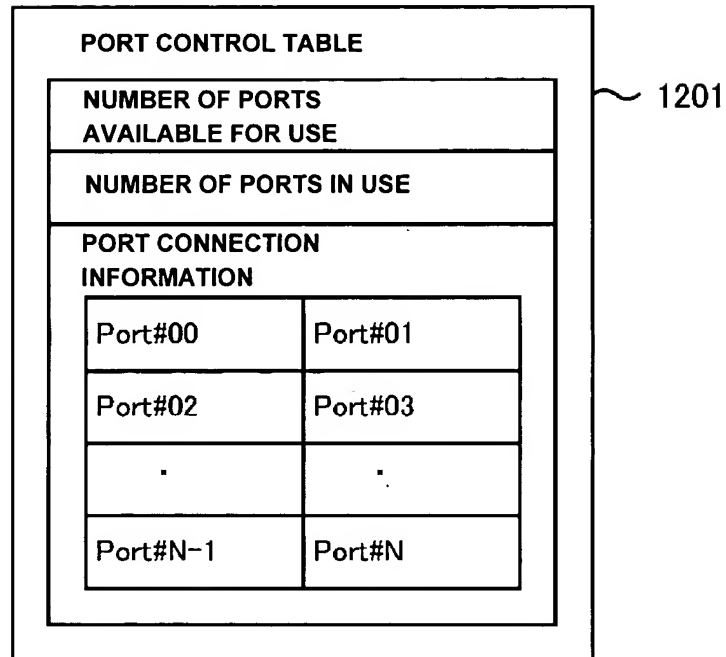 PORT CONTROL TABLE
1201
NUMBER OF PORTS
AVAILABLE FOR USE
NUMBER OF PORTS IN USE
PORT CONNECTION
INFORMATION
Port#00 Port#01
Port#02 Port#03
. .
Port#N-1 Port#N